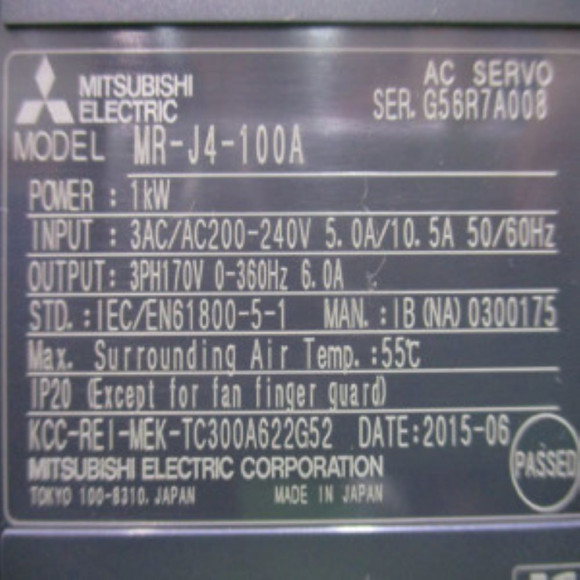 MITSUBISHI ELECTRIC
AC SERVO
SER. G56R7A008
MODEL MR-J4-100A
POWER : 1kW
INPUT : 3AC/AC200-240V 5.0A/10.5A 50/60Hz
OUTPUT: 3PH170V 0-360Hz 6.0A
STD.: IEC/EN61800-5-1 MAN.: IB(NA)0300175
Max. Surrounding Air Temp.:55℃
IP20 (Except for fan finger guard)
KCC-REI-MEK-TC300A622G52 DATE:2015-06
MITSUBISHI ELECTRIC CORPORATION
TOKYO 100-8310, JAPAN MADE IN JAPAN
PASSED